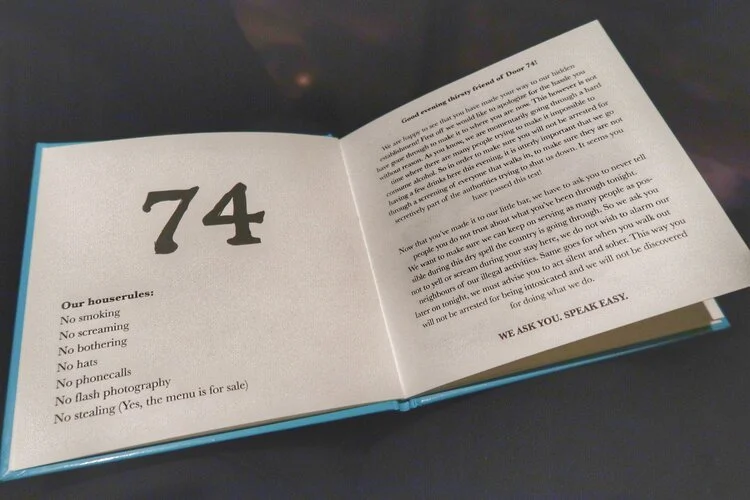 74
Our houserules:
No smoking
No screaming
No bothering
No hats
No phonecalls
No flash photography
No stealing (Yes, the menu is for sale)
Good evening thirsty friend of Door 74!
We are happy to see that you have made your way to our hidden
establishment! First off we would like to apologise for the hassle you
have gone through to make it to where you are now. This however is not
without reason. As you know, we are momentarily going through a hard
time where there are many people trying to make it impossible to
consume alcohol. So in order to make sure you will not be arrested for
having a few drinks here this evening, it is utterly important that we go
through a screening of everyone that walks in, to make sure they are not
secretively part of the authorities trying to shut us down. It seems you
have passed this test!
Now that you've made it to our little bar, we have to ask you to never tell
people you do not trust about what you've been through tonight.
We want to make sure we can keep on serving as many people as pos-
sible during this dry spell the country is going through. So we ask you
not to yell or scream during your stay here, we do not wish to alarm our
neighbours of our illegal activities. Same goes for when you walk out
later on tonight, we must advise you to act silent and sober. This way you
will not be arrested for being intoxicated and we will not be discovered
for doing what we do.
WE ASK YOU. SPEAK EASY.